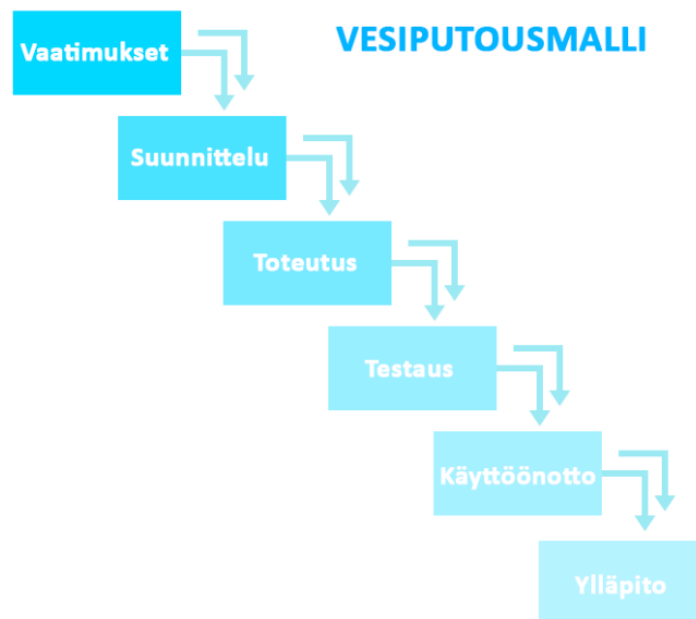 VESIPUTOUSMALLI
Vaatimukset
Suunnittelu
Toteutus
Testaus
Käyttöönotto
Ylläpito